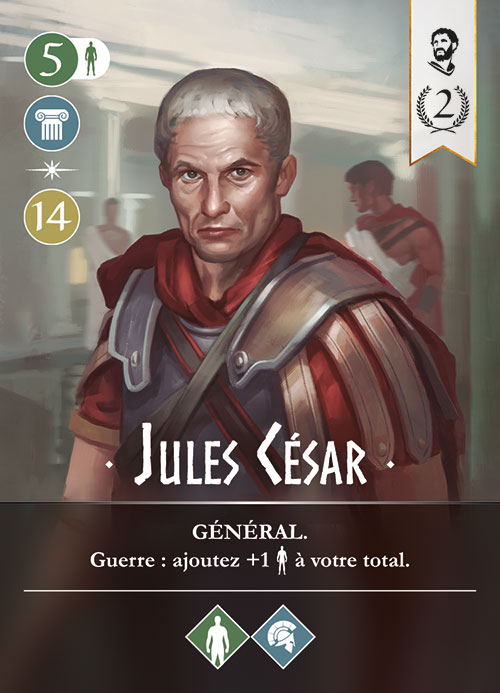 5
2
14
· JULES CÉSAR ·
GÉNÉRAL.
Guerre : ajoutez +1 à votre total.